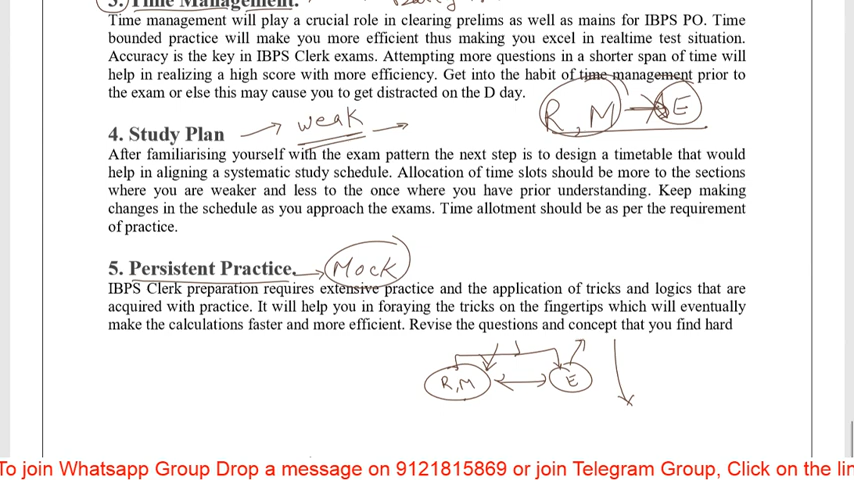 3. Time Management.
Time management will play a crucial role in clearing prelims as well as mains for IBPS PO. Time
bounded practice will make you more efficient thus making you excel in realtime test situation.
Accuracy is the key in IBPS Clerk exams. Attempting more questions in a shorter span of time will
help in realizing a high score with more efficiency. Get into the habit of time management prior to
the exam or else this may cause you to get distracted on the D day.
R, M E
weak
4. Study Plan
After familiarising yourself with the exam pattern the next step is to design a timetable that would
help in aligning a systematic study schedule. Allocation of time slots should be more to the sections
where you are weaker and less to the once where you have prior understanding. Keep making
changes in the schedule as you approach the exams. Time allotment should be as per the requirement
of practice.
5. Persistent Practice. Mock
IBPS Clerk preparation requires extensive practice and the application of tricks and logics that are
acquired with practice. It will help you in foraying the tricks on the fingertips which will eventually
make the calculations faster and more efficient. Revise the questions and concept that you find hard
R,M E
To join Whatsapp Group Drop a message on 9121815869 or join Telegram Group, Click on the lin